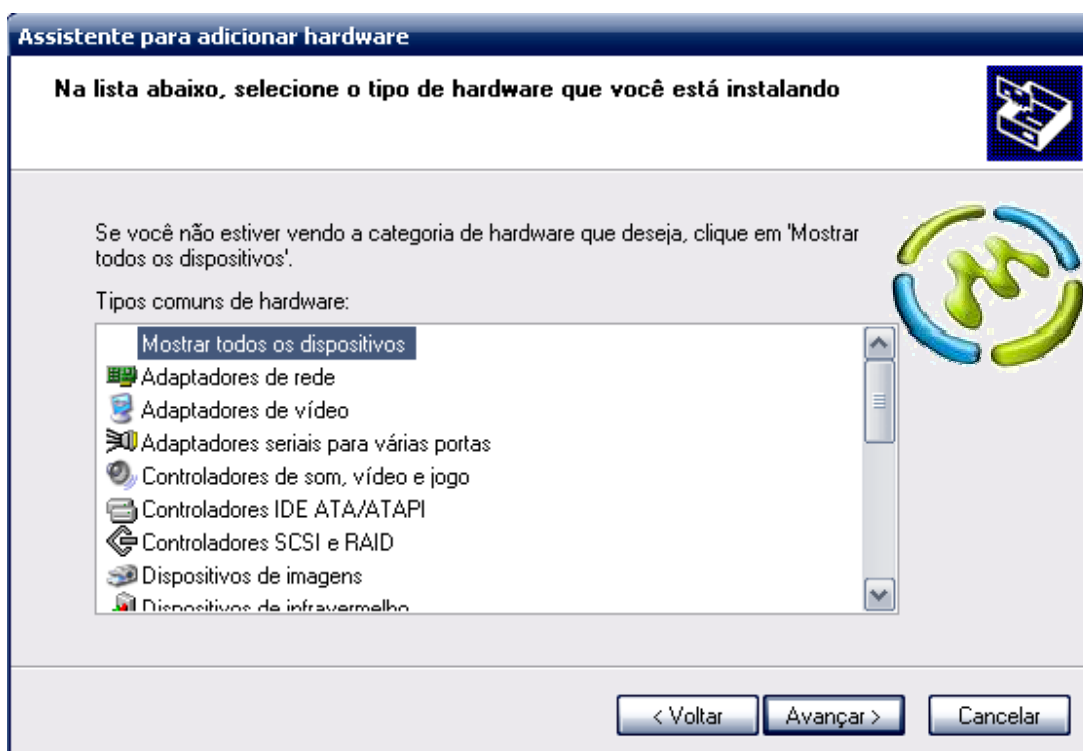 Assistente para adicionar hardware
Na lista abaixo, selecione o tipo de hardware que você está instalando
Se você não estiver vendo a categoria de hardware que deseja, clique em 'Mostrar
todos os dispositivos'.
Tipos comuns de hardware:
Mostrar todos os dispositivos
Adaptadores de rede
Adaptadores de vídeo
Adaptadores seriais para várias portas
Controladores de som, vídeo e jogo
Controladores IDE ATA/ATAPI
Controladores SCSI e RAID
Dispositivos de imagens
Dispositivos de infravermelho
< Voltar
Avançar >
Cancelar